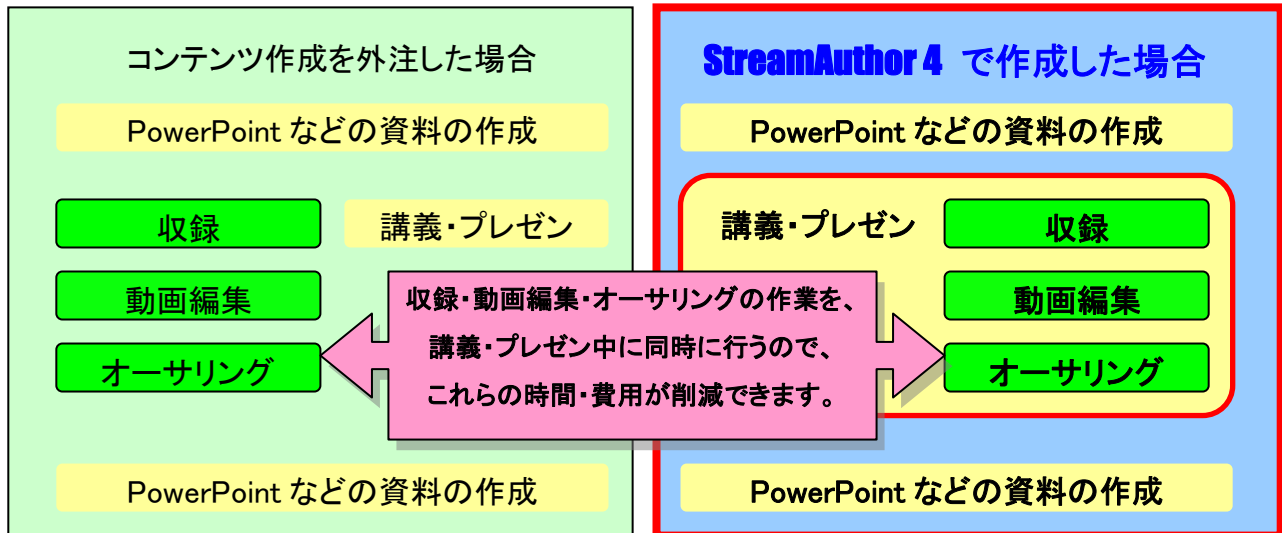 コンテンツ作成を外注した場合
PowerPoint などの資料の作成
収録
講義・プレゼン
動画編集
オーサリング
PowerPoint などの資料の作成
収録・動画編集・オーサリングの作業を、
講義・プレゼン中に同時に行うので、
これらの時間・費用が削減できます。
StreamAuthor 4 で作成した場合
PowerPoint などの資料の作成
講義・プレゼン
収録
動画編集
オーサリング
PowerPoint などの資料の作成